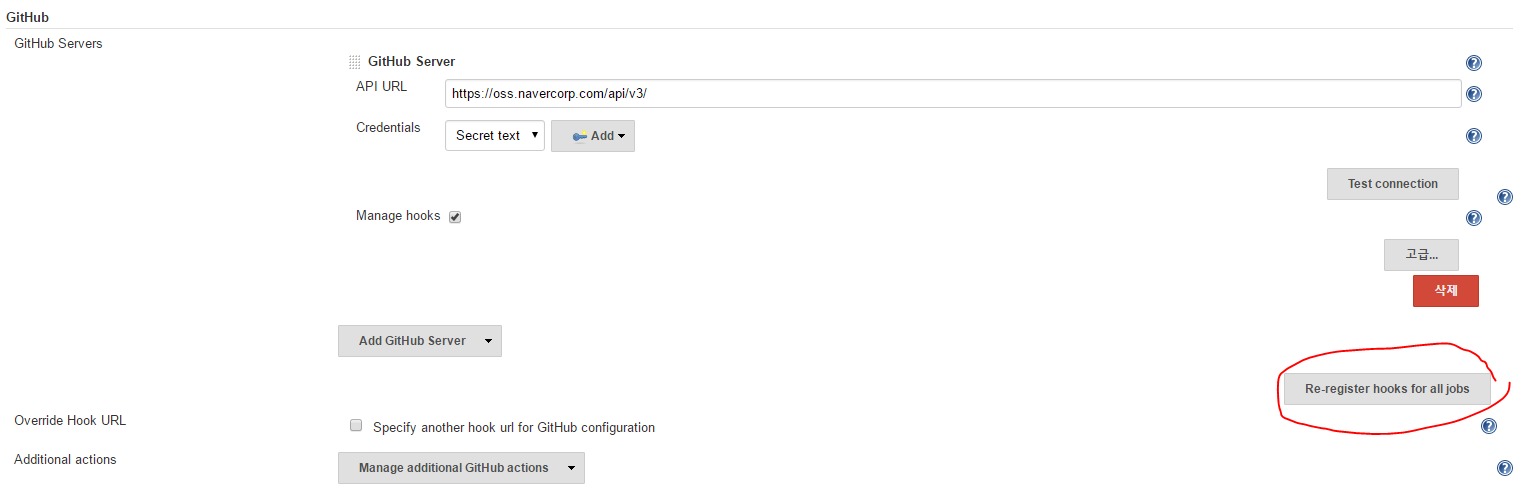 GitHub
GitHub Servers
GitHub Server
API URL
https://oss.navercorp.com/api/v3/
Credentials
Secret text
Add
Test connection
Manage hooks
고급...
삭제
Add GitHub Server
Re-register hooks for all jobs
Override Hook URL
Specify another hook url for GitHub configuration
Additional actions
Manage additional GitHub actions